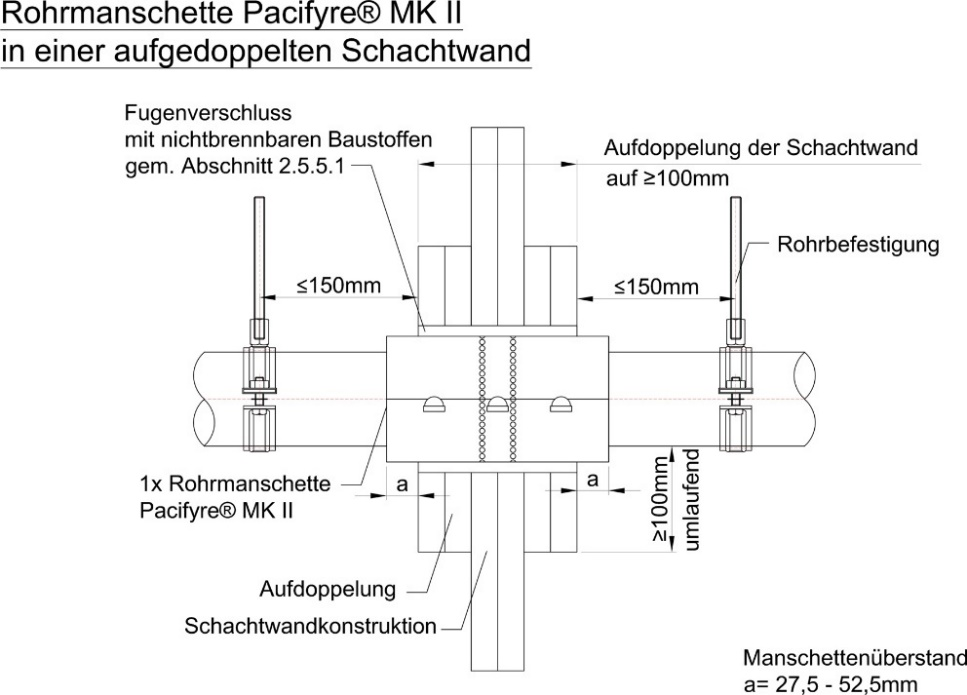 Rohrmanschette Pacifyre® MK II
in einer aufgedoppelten Schachtwand
Fugenverschluss
mit nichtbrennbaren Baustoffen
gem. Abschnitt 2.5.5.1
Aufdoppelung der Schachtwand
auf ≥100mm
Rohrbefestigung
≤150mm
≤150mm
1x Rohrmanschette
Pacifyre® MK II
a
a
≥100mm
umlaufend
Aufdoppelung
Schachtwandkonstruktion
Manschettenüberstand
a= 27,5 - 52,5mm